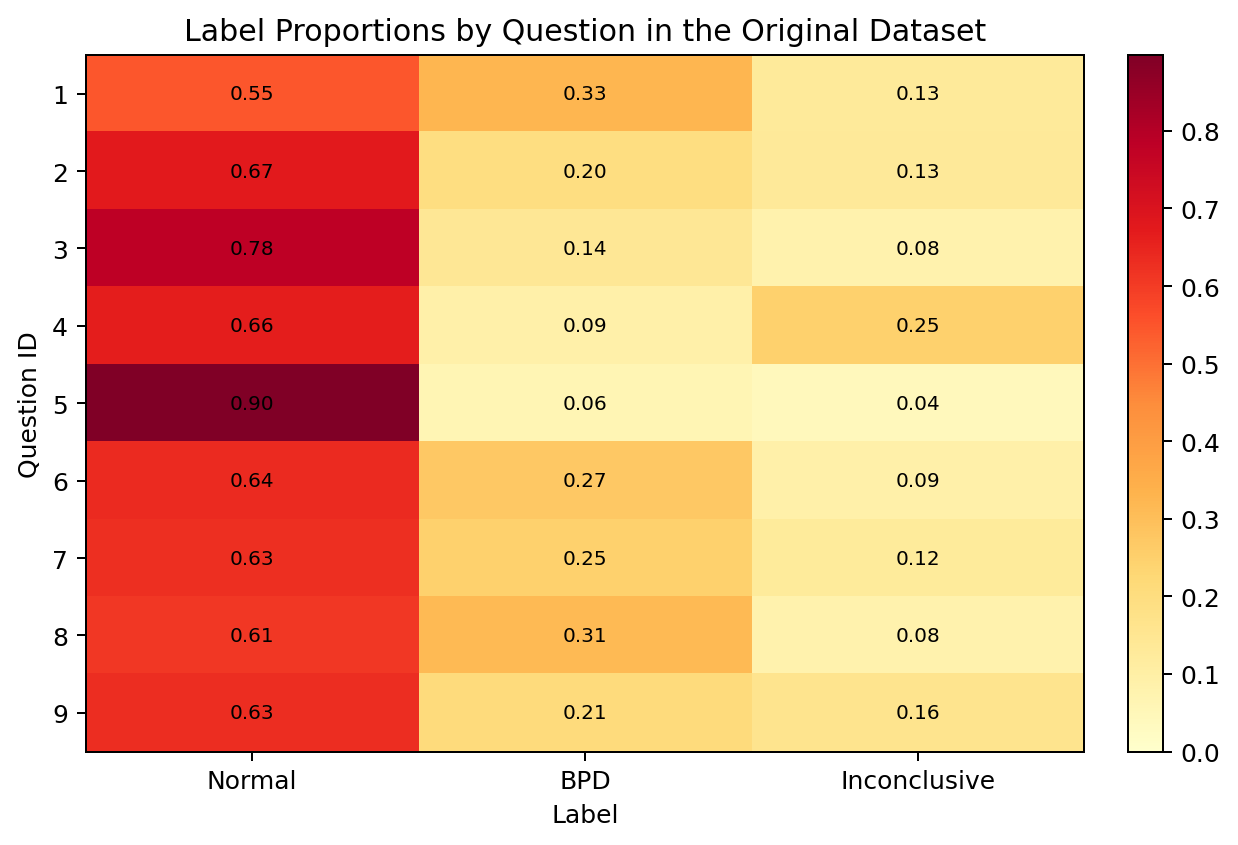 Label Proportions by Question in the Original Dataset
1 0.55 0.33 0.13
2 0.67 0.20 0.13
3 0.78 0.14 0.08
4 0.66 0.09 0.25
5 0.90 0.06 0.04
6 0.64 0.27 0.09
7 0.63 0.25 0.12
8 0.61 0.31 0.08
9 0.63 0.21 0.16
Question ID
Normal BPD Inconclusive
Label
0.8
0.7
0.6
0.5
0.4
0.3
0.2
0.1
0.0